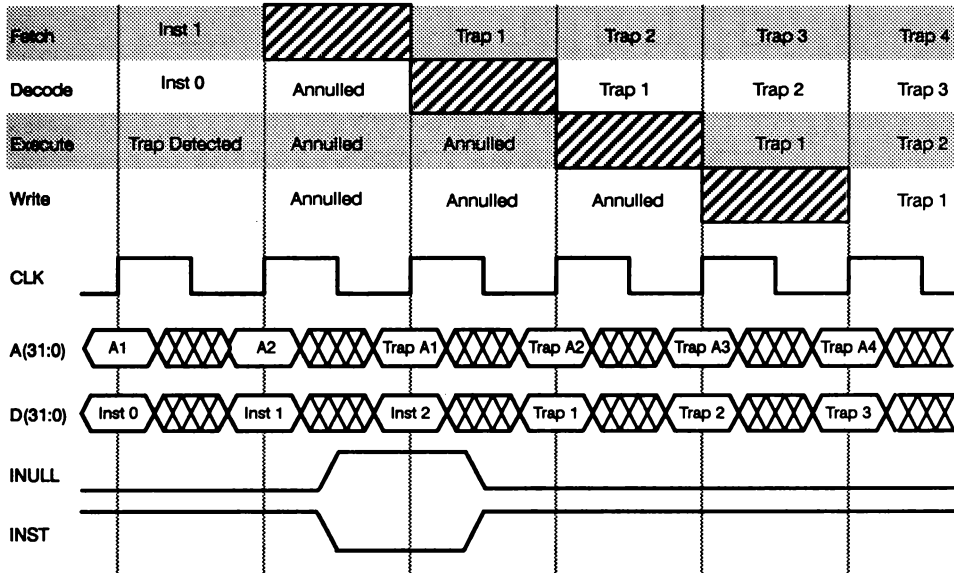 Fetch Inst 1 Trap 1 Trap 2 Trap 3 Trap 4
Decode Inst 0 Annulled Trap 1 Trap 2 Trap 3
Execute Trap Detected Annulled Annulled Trap 1 Trap 2
Write Annulled Annulled Annulled Trap 1
CLK
A(31:0) A1 A2 Trap A1 Trap A2 Trap A3 Trap A4
D(31:0) Inst 0 Inst 1 Inst 2 Trap 1 Trap 2 Trap 3
INULL
INST